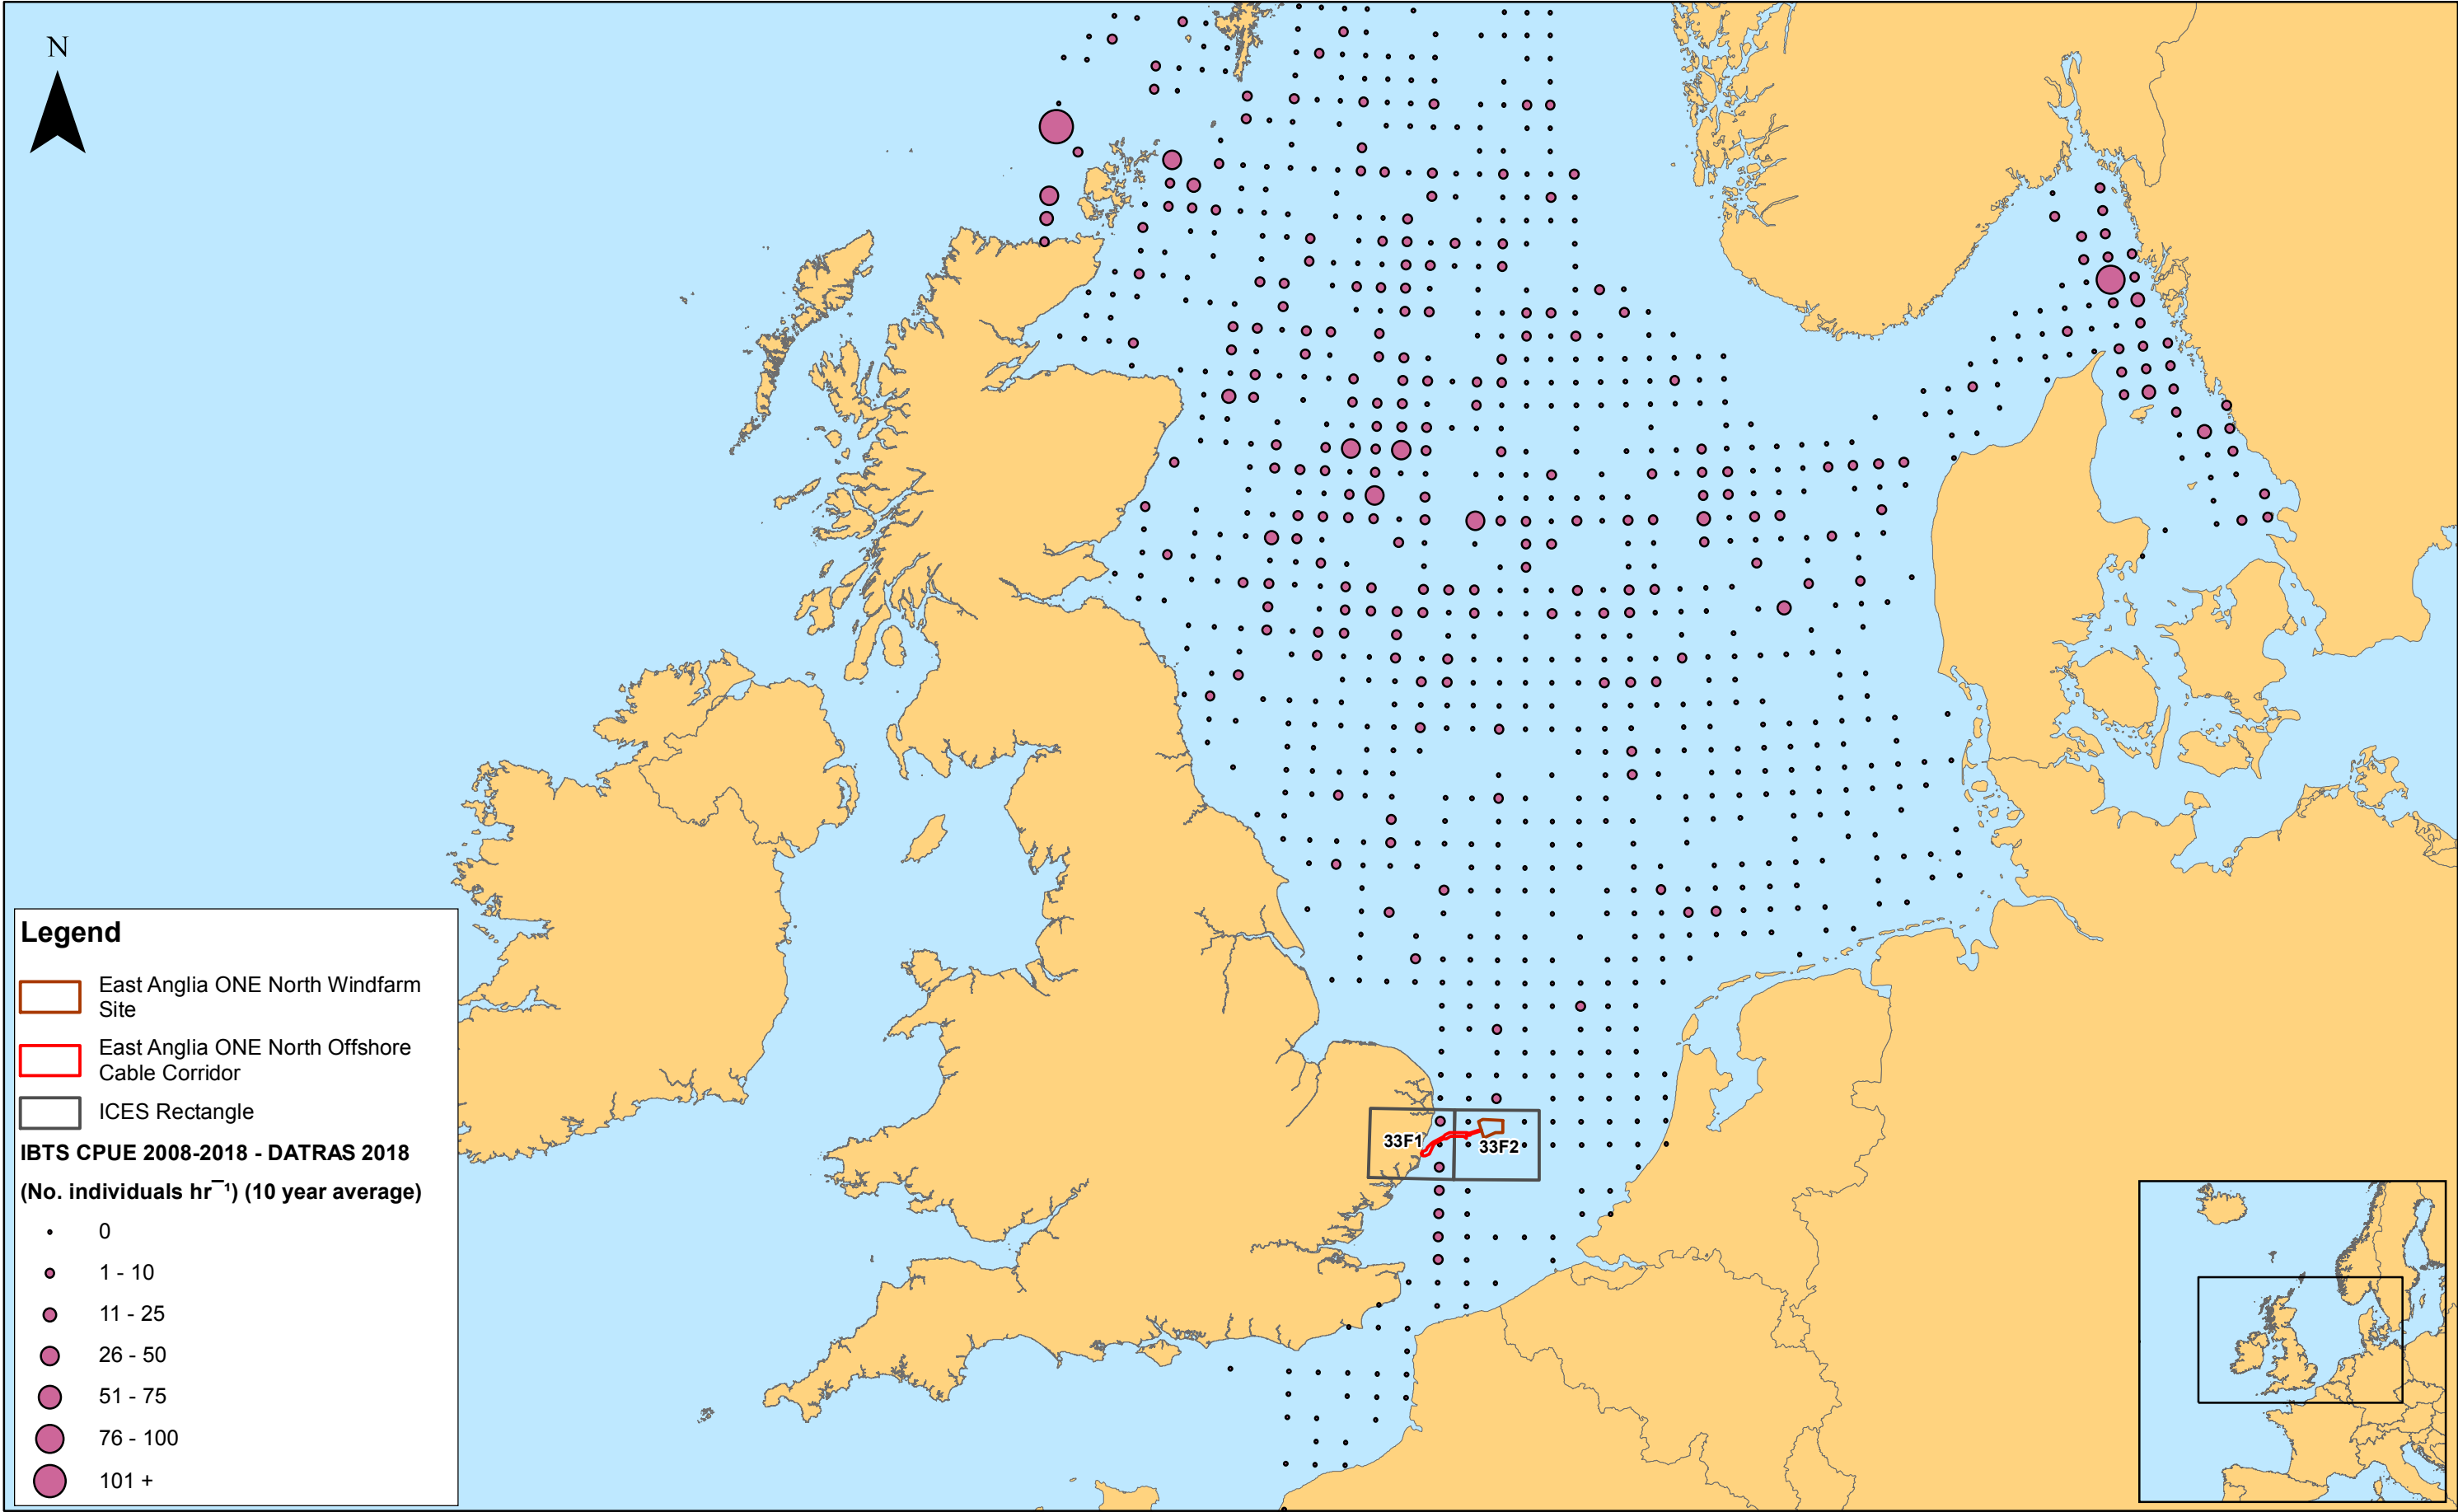 N
33F1
33F2
Legend
East Anglia ONE North Windfarm
Site
East Anglia ONE North Offshore
Cable Corridor
ICES Rectangle
IBTS CPUE 2008-2018 - DATRAS 2018
(No. individuals hr¯¹) (10 year average)
0
1 - 10
11 - 25
26 - 50
51 - 75
76 - 100
101 +